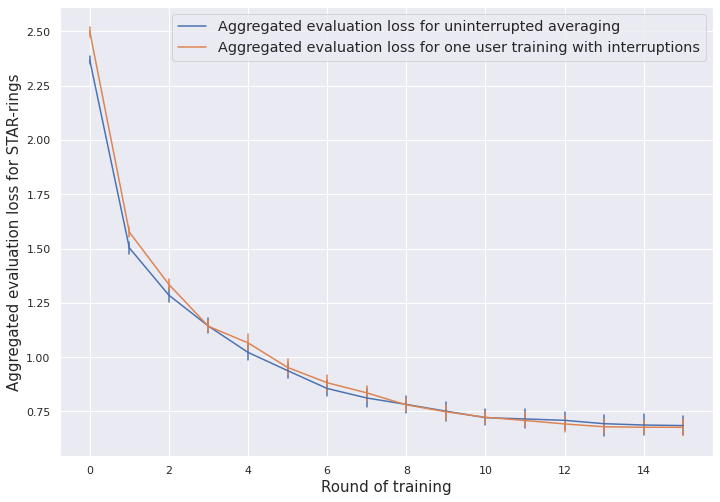 Aggregated evaluation loss for uninterrupted averaging
Aggregated evaluation loss for one user training with interruptions
Aggregated evaluation loss for STAR-rings
2.50
2.25
2.00
1.75
1.50
1.25
1.00
0.75
0 2 4 6 8 10 12 14
Round of training